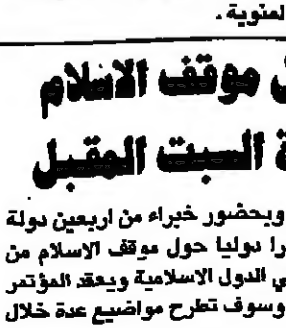 المنوية .
موقف الاسلام
السبت المقبل
وبحضور خبراء من اربعين دولة
را دوليا حول موقف الاسلام من
ي الدول الاسلامية ويعقد المؤتمر
وسوف تطرح مواضيع عدة خلال